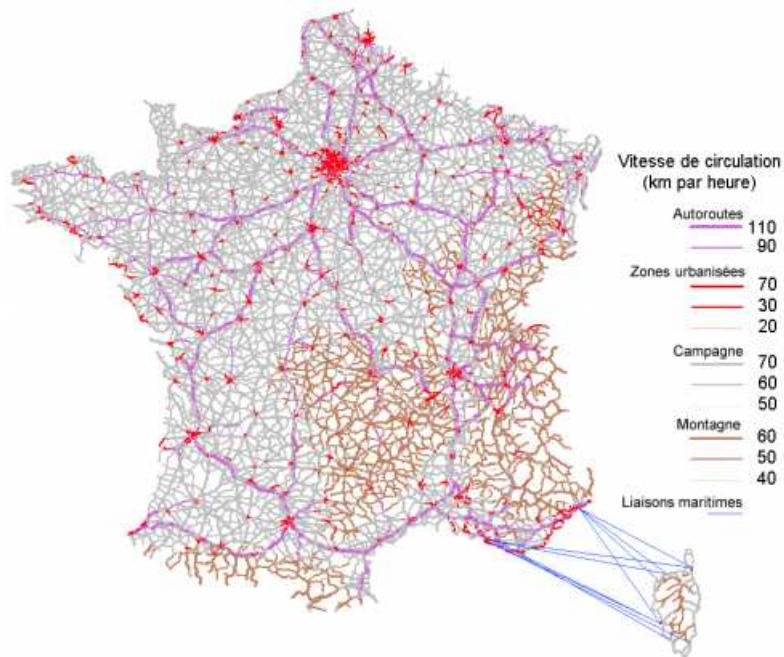 Vitesse de circulation
(km par heure)
Autoroutes
110
90
Zones urbanisées
70
30
20
Campagne
70
60
50
Montagne
60
50
40
Liaisons maritimes